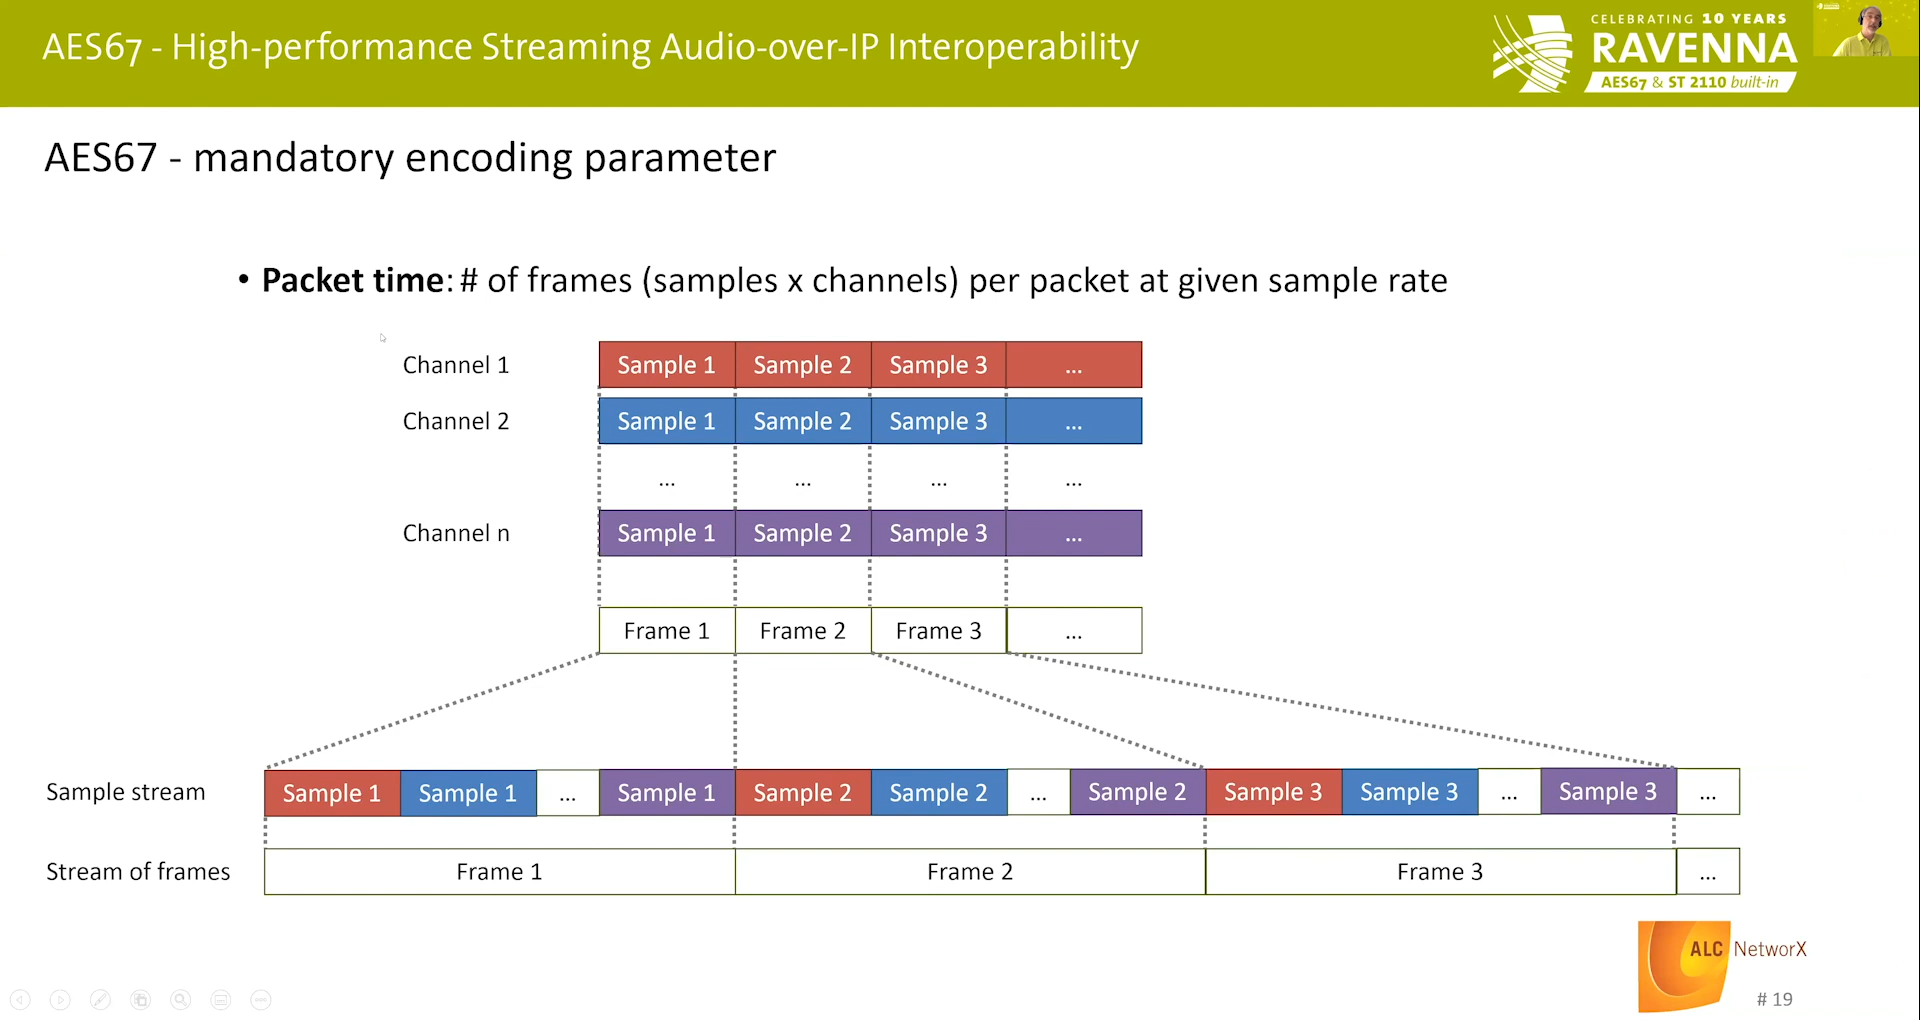 AES67 - High-performance Streaming Audio-over-IP Interoperability
CELEBRATING 10 YEARS
RAVENNA
AES67 & ST 2110 built-in
AES67 - mandatory encoding parameter
• Packet time: # of frames (samples x channels) per packet at given sample rate
Channel 1 Sample 1 Sample 2 Sample 3 ...
Channel 2 Sample 1 Sample 2 Sample 3 ...
... ... ... ...
Channel n Sample 1 Sample 2 Sample 3 ...
Frame 1 Frame 2 Frame 3 ...
Sample stream Sample 1 Sample 1 ... Sample 1 Sample 2 Sample 2 ... Sample 2 Sample 3 Sample 3 ... Sample 3 ...
Stream of frames Frame 1 Frame 2 Frame 3 ...
ALC NetworX
# 19